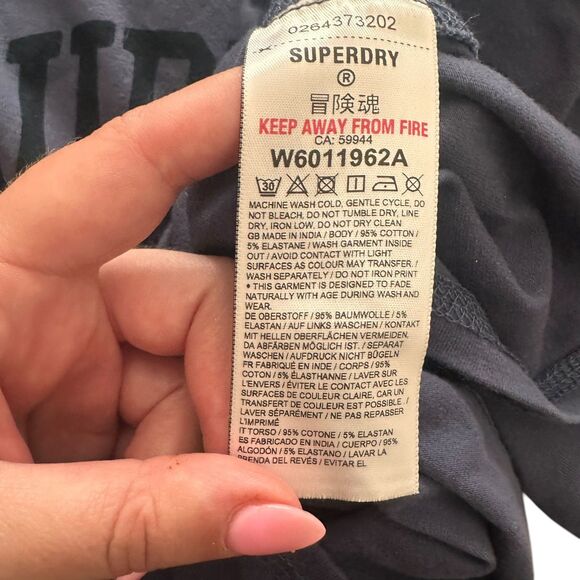 UP
0264373202
SUPERDRY
®
冒険魂
KEEP AWAY FROM FIRE
CA: 59944
W6011962A
30
MACHINE WASH COLD, GENTLE CYCLE, DO
NOT BLEACH, DO NOT TUMBLE DRY, LINE
DRY, IRON LOW, DO NOT DRY CLEAN
GB MADE IN INDIA / BODY / 95% COTTON /
5% ELASTANE / WASH GARMENT INSIDE
OUT / AVOID CONTACT WITH LIGHT
SURFACES AS COLOUR MAY TRANSFER. /
WASH SEPARATELY / DO NOT IRON PRINT
• THIS GARMENT IS DESIGNED TO FADE
NATURALLY WITH AGE DURING WASH AND
WEAR.
DE OBERSTOFF / 95% BAUMWOLLE / 5%
ELASTAN / AUF LINKS WASCHEN / KONTAKT
MIT HELLEN OBERFLÄCHEN VERMEIDEN,
DA ABFÄRBEN MÖGLICH IST. / SEPARAT
WASCHEN / AUFDRUCK NICHT BÜGELN
FR FABRIQUÉ EN INDE / CORPS / 95%
COTON / 5% ÉLASTHANNE / LAVER SUR
L'ENVERS / ÉVITER LE CONTACT AVEC DES
SURFACES DE COULEUR CLAIRE, CAR UN
TRANSFERT DE COULEUR EST POSSIBLE. /
LAVER SÉPARÉMENT / NE PAS REPASSER
L'IMPRIMÉ
IT TORSO / 95% COTONE / 5% ELASTAN
ES FABRICADO EN INDIA / CUERPO / 95%
ALGODÓN / 5% ELASTANO / LAVAR LA
PRENDA DEL REVÉS / EVITAR EL